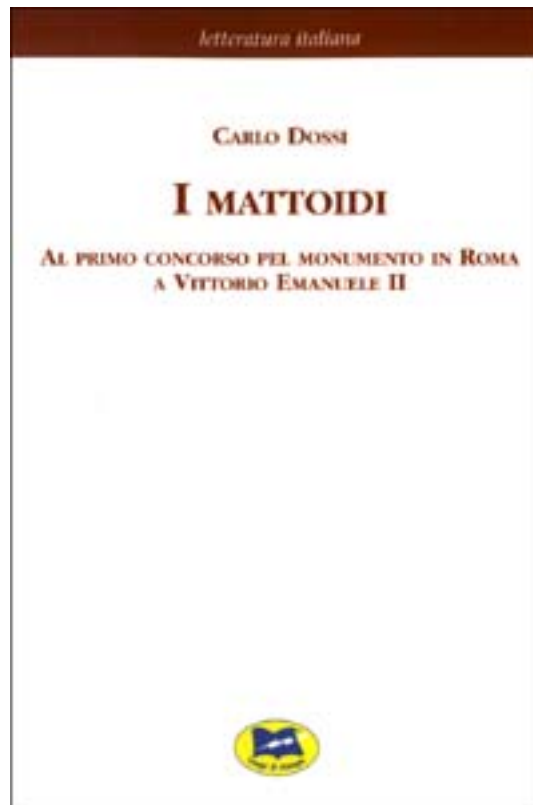 letteratura italiana
CARLO DOSSI
I MATTOIDI
AL PRIMO CONCORSO PEL MONUMENTO IN ROMA
A VITTORIO EMANUELE II